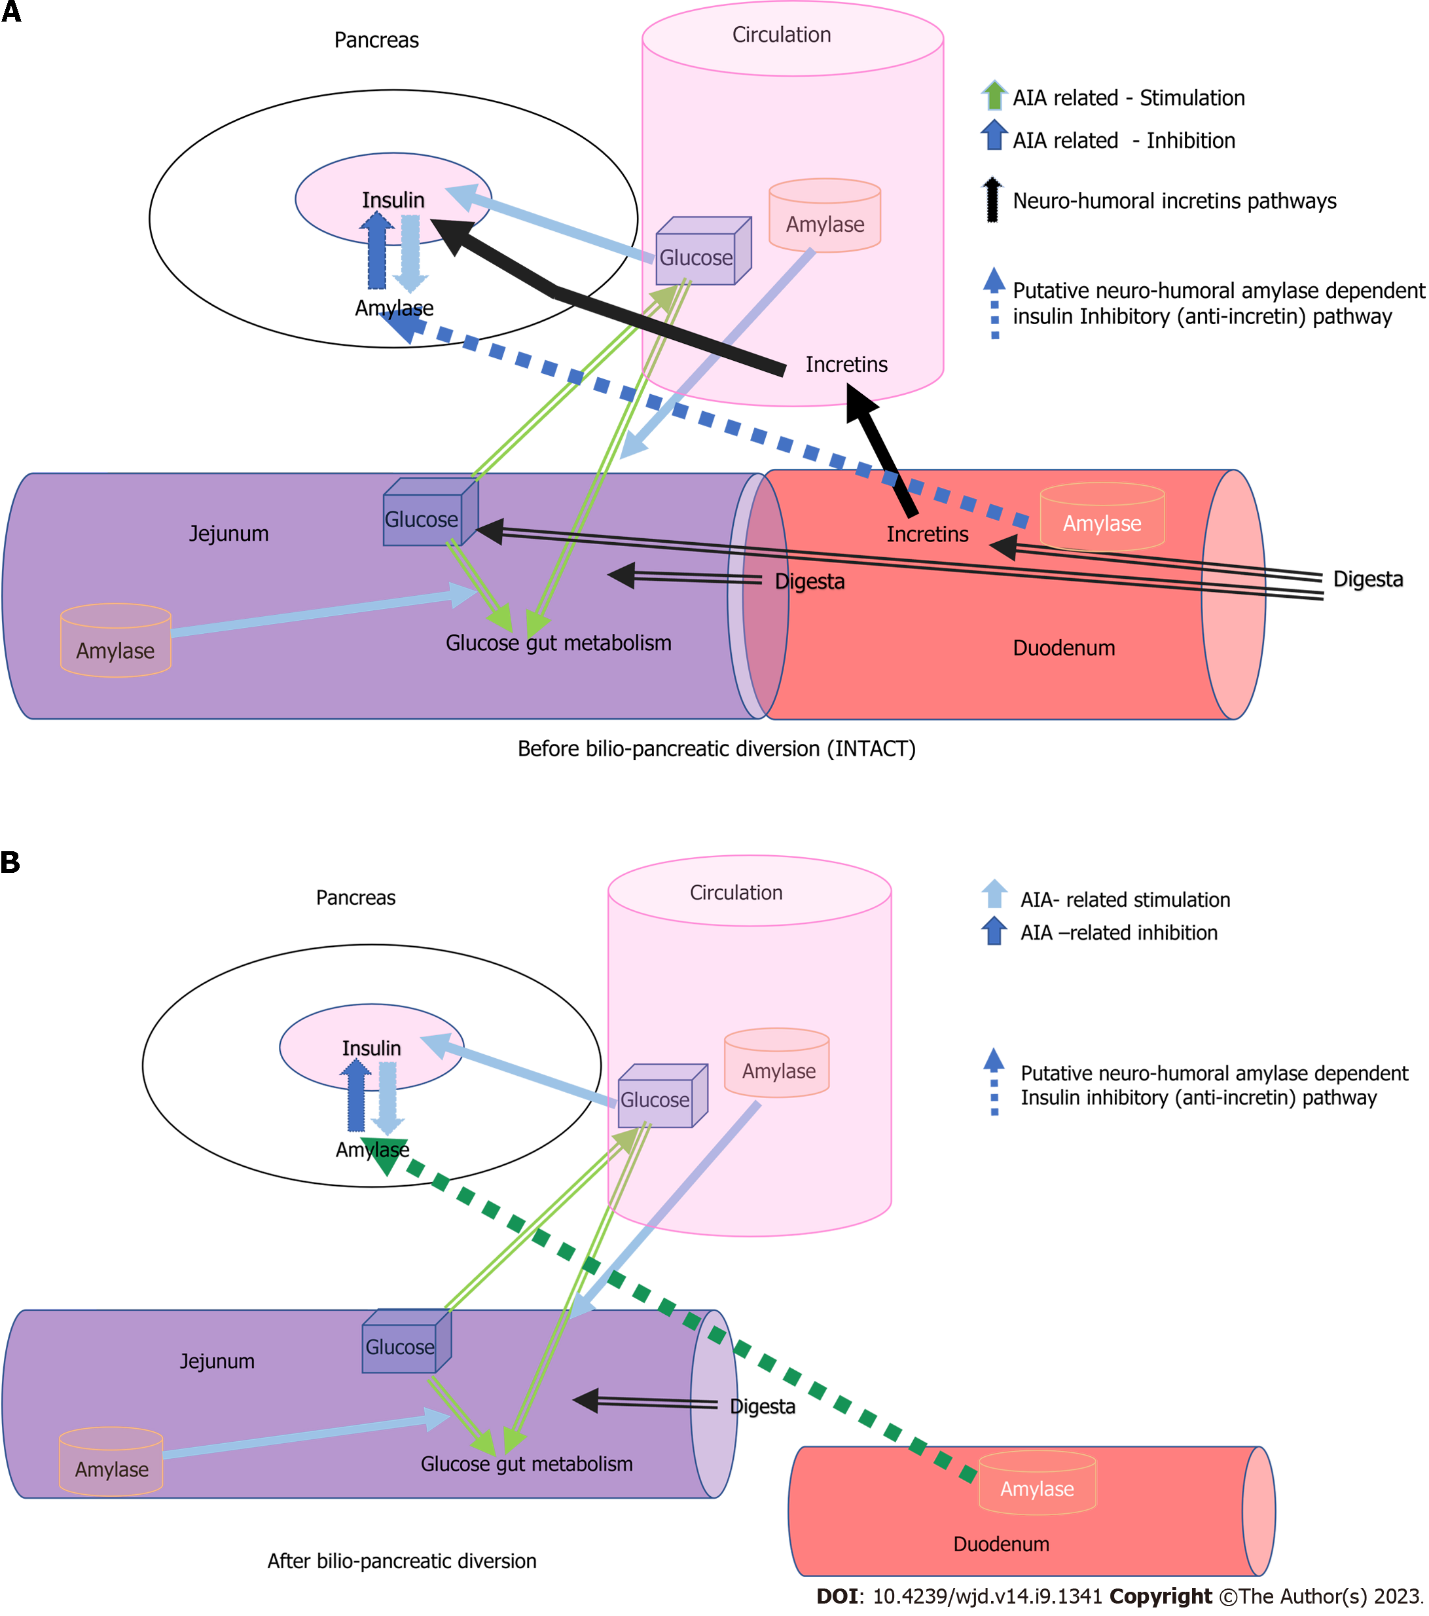 A
Pancreas
Circulation
AIA related - Stimulation
AIA related - Inhibition
Neuro-humoral incretins pathways
Putative neuro-humoral amylase dependent
insulin Inhibitory (anti-incretin) pathway
Insulin
Amylase
Glucose
Amylase
Incretins
Jejunum
Glucose
Amylase
Glucose gut metabolism
Digesta
Incretins
Amylase
Digesta
Duodenum
Before bilio-pancreatic diversion (INTACT)
B
Pancreas
Circulation
AIA- related stimulation
AIA –related inhibition
Putative neuro-humoral amylase dependent
Insulin inhibitory (anti-incretin) pathway
Insulin
Amylase
Glucose
Amylase
Jejunum
Glucose
Amylase
Glucose gut metabolism
Digesta
Amylase
Duodenum
After bilio-pancreatic diversion
DOI: 10.4239/wjd.v14.i9.1341 Copyright ©The Author(s) 2023.